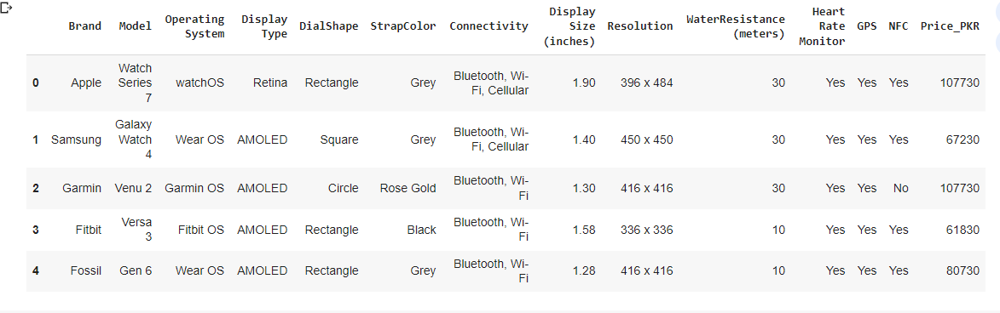 Brand Model Operating System Display Type DialShape StrapColor Connectivity Display Size (inches) Resolution WaterResistance (meters) Heart Rate Monitor GPS NFC Price_PKR
0 Apple Watch Series 7 watchOS Retina Rectangle Grey Bluetooth, Wi-Fi, Cellular 1.90 396 x 484 30 Yes Yes Yes 107730
1 Samsung Galaxy Watch 4 Wear OS AMOLED Square Grey Bluetooth, Wi-Fi, Cellular 1.40 450 x 450 30 Yes Yes Yes 67230
2 Garmin Venu 2 Garmin OS AMOLED Circle Rose Gold Bluetooth, Wi-Fi 1.30 416 x 416 30 Yes Yes No 107730
3 Fitbit Versa 3 Fitbit OS AMOLED Rectangle Black Bluetooth, Wi-Fi 1.58 336 x 336 10 Yes Yes Yes 61830
4 Fossil Gen 6 Wear OS AMOLED Rectangle Grey Bluetooth, Wi-Fi 1.28 416 x 416 10 Yes Yes Yes 80730